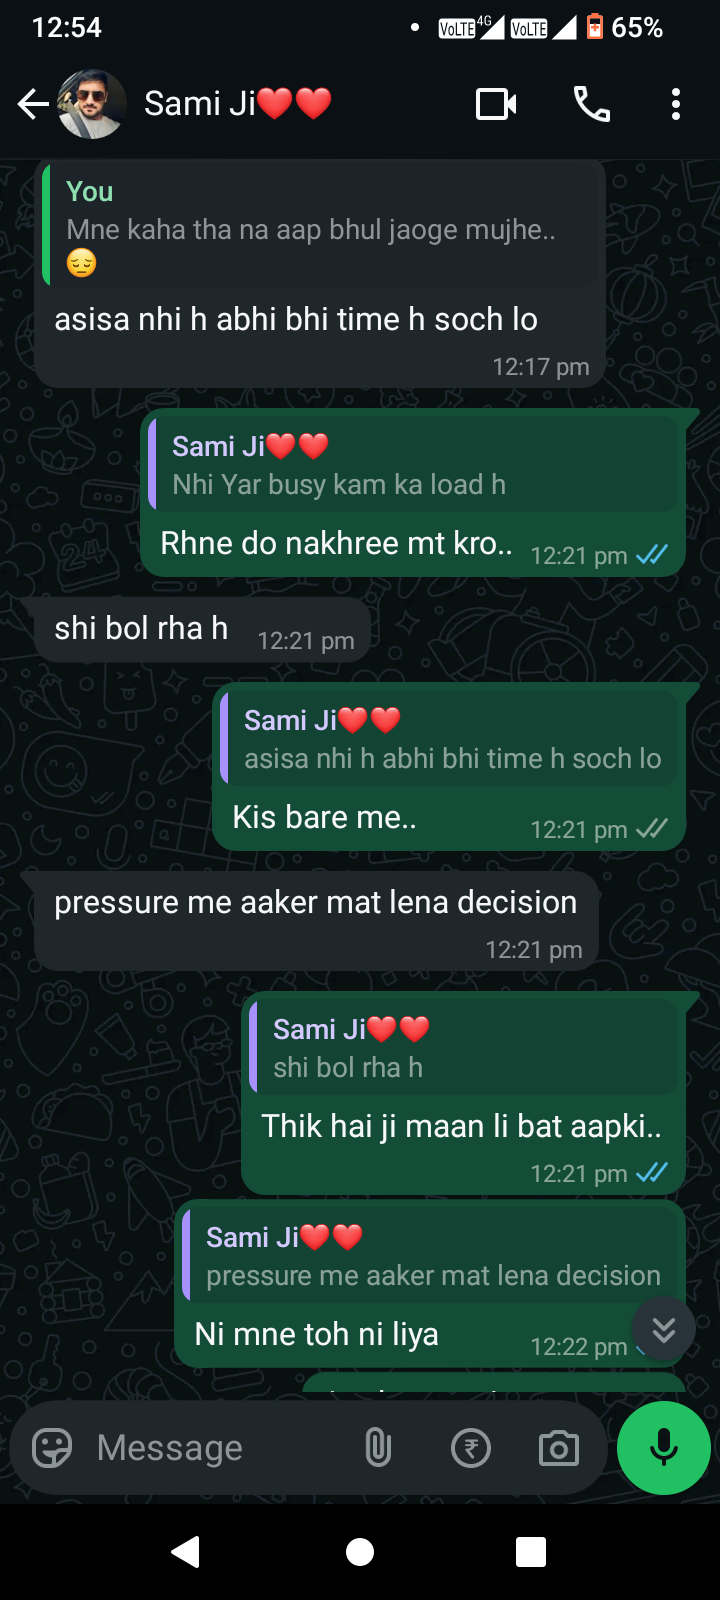 12:54
VoLTE 4G VoLTE 65%
Sami Ji❤️❤️
You
Mne kaha tha na aap bhul jaoge mujhe..
😔
asisa nhi h abhi bhi time h soch lo
12:17 pm
Sami Ji❤️❤️
Nhi Yar busy kam ka load h
Rhne do nakhree mt kro.. 12:21 pm
shi bol rha h 12:21 pm
Sami Ji❤️❤️
asisa nhi h abhi bhi time h soch lo
Kis bare me.. 12:21 pm
pressure me aaker mat lena decision
12:21 pm
Sami Ji❤️❤️
shi bol rha h
Thik hai ji maan li bat aapki..
12:21 pm
Sami Ji❤️❤️
pressure me aaker mat lena decision
Ni mne toh ni liya 12:22 pm
Message